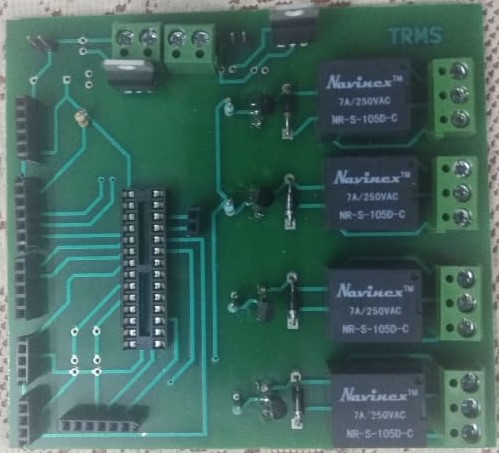 TRMS
Navinex™
7A/250VAC
NR-S-105D-C
Navinex™
7A/250VAC
NR-S-105D-C
Navinex™
7A/250VAC
NR-S-105D-C
Navinex™
7A/250VAC
NR-S-105D-C